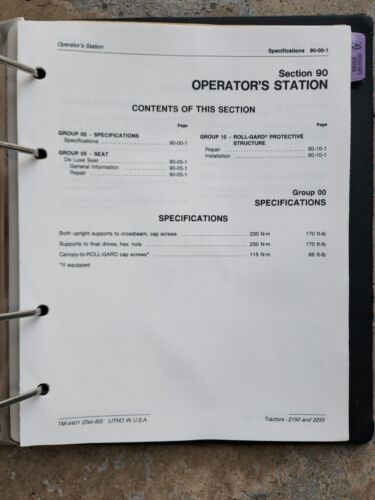 Operator's Station Specifications 90-00-1
Section 90
OPERATOR'S STATION
CONTENTS OF THIS SECTION
Page
GROUP 00 - SPECIFICATIONS
Specifications 90-00-1
GROUP 05 - SEAT
De Luxe Seat 90-05-1
General Information 90-05-1
Repair 90-05-1
Page
GROUP 10 - ROLL-GARD® PROTECTIVE
STRUCTURE
Repair 90-10-1
Installation 90-10-1
Group 00
SPECIFICATIONS
SPECIFICATIONS
Both upright supports to crossbeam, cap screws 230 N·m 170 ft-lb
Supports to final drives, hex. nuts 230 N·m 170 ft-lb
Canopy-to-ROLL-GARD cap screws* 115 N·m 85 ft-lb
*If equipped
TM-4401 (Dec-82) · LITHO IN U.S.A. Tractors - 2150 and 2255